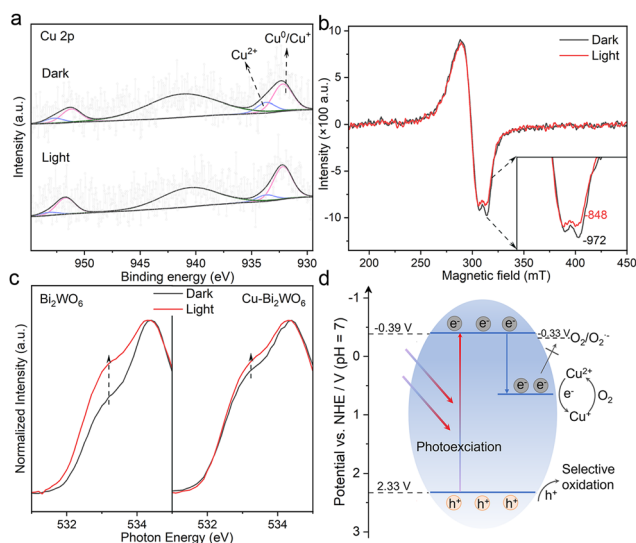 a
Cu 2p
Cu²⁺
Cu⁰/Cu⁺
Dark
Light
Intensity (a.u.)
950
945
940
935
930
Binding energy (eV)
b
Dark
Light
Intensity (×100 a.u.)
10
5
0
-5
-10
-848
-972
200
250
300
350
400
450
Magnetic field (mT)
c
Bi₂WO₆
Dark
Light
Cu-Bi₂WO₆
Normalized Intensity (a.u.)
532
534
532
534
Photon Energy (eV)
d
Potential vs. NHE / V (pH = 7)
-1
0
1
2
3
-0.39 V
e⁻ e⁻ e⁻
-0.33 V
O₂/O₂˙⁻
e⁻ e⁻
Cu²⁺
e⁻
O₂
Cu⁺
Photoexciation
2.33 V
h⁺ h⁺ h⁺
Selective
oxidation
h⁺